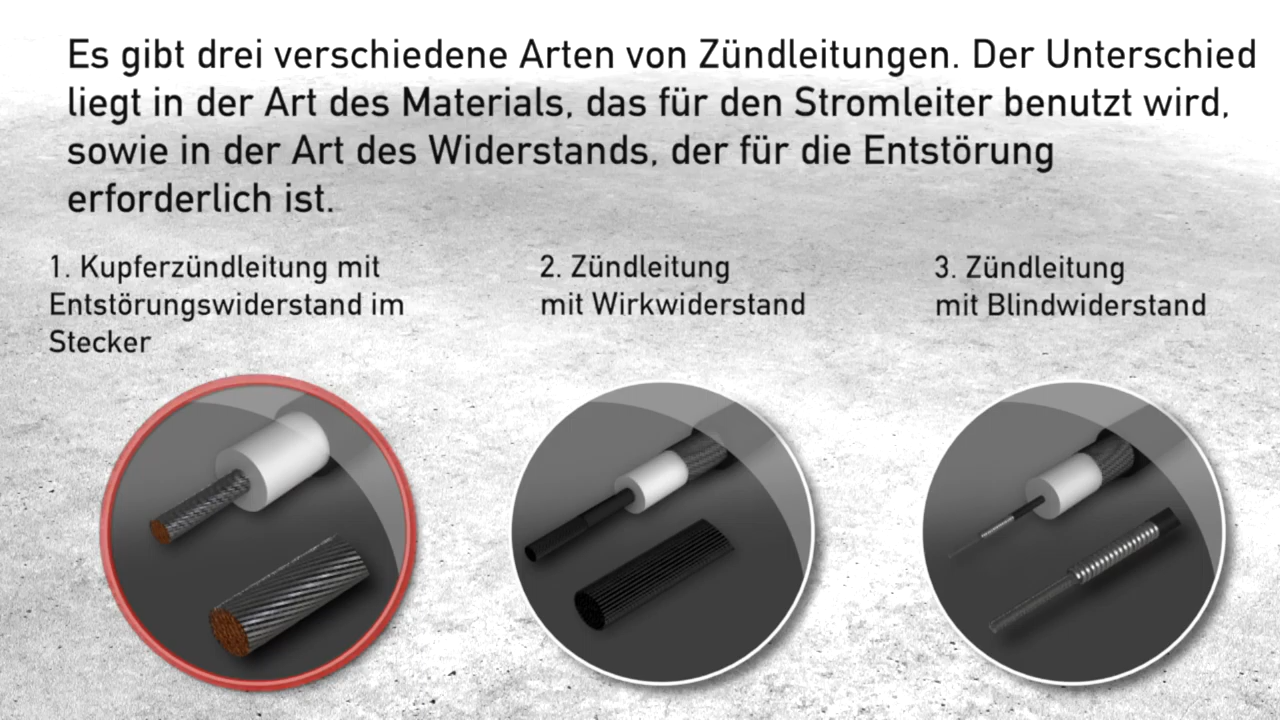 Es gibt drei verschiedene Arten von Zündleitungen. Der Unterschied
liegt in der Art des Materials, das für den Stromleiter benutzt wird,
sowie in der Art des Widerstands, der für die Entstörung
erforderlich ist.
1. Kupferzündleitung mit
Entstörungswiderstand im
Stecker
2. Zündleitung
mit Wirkwiderstand
3. Zündleitung
mit Blindwiderstand